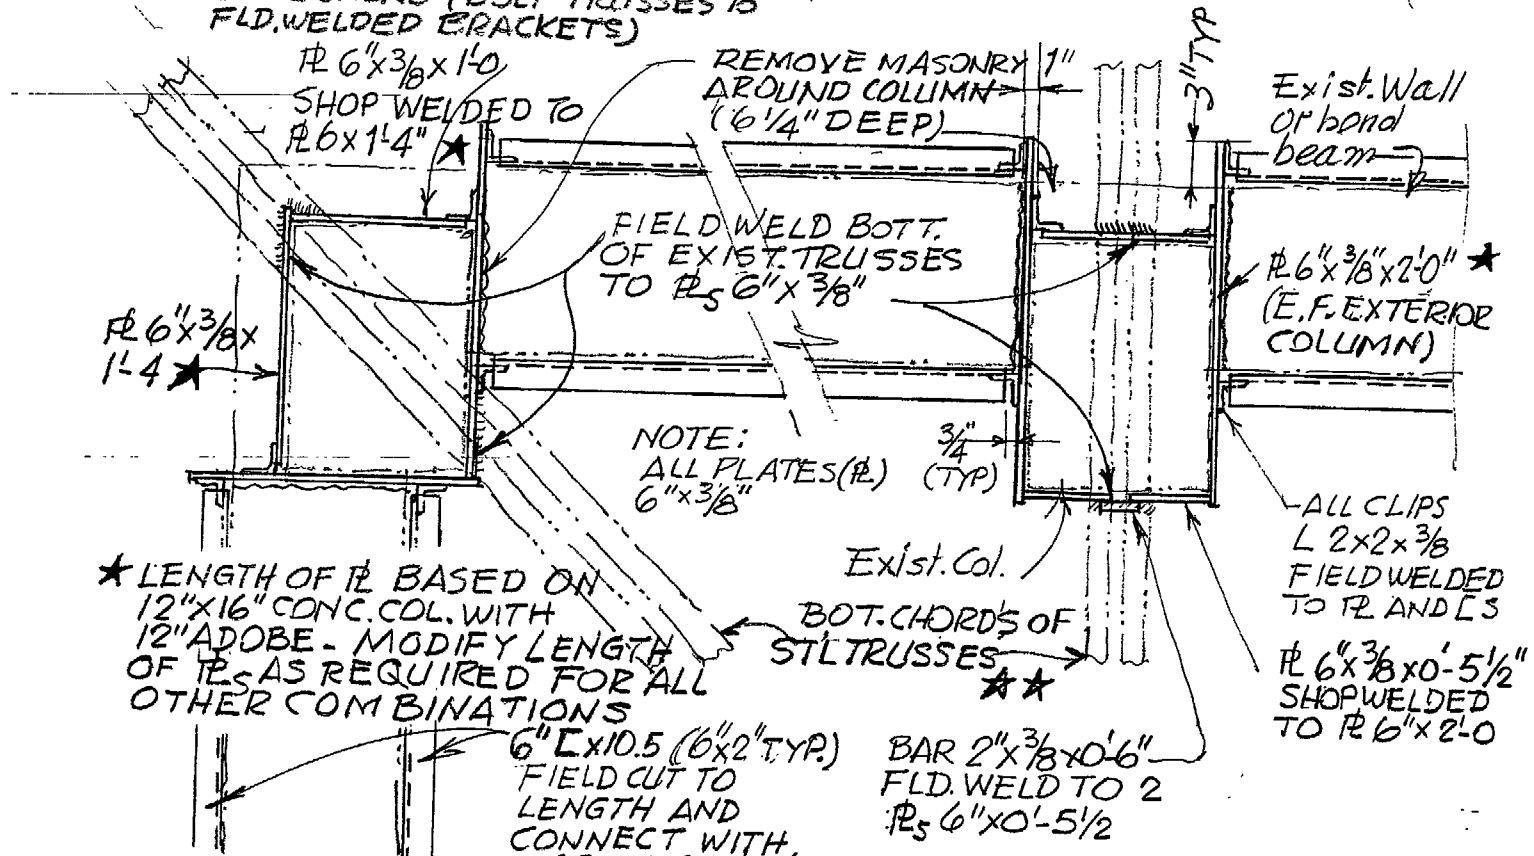 TRUSSES TO
FLD. WELDED BRACKETS)
PL 6"x3/8x1'-0
SHOP WELDED TO
PL 6x1'-4" ★
REMOVE MASONRY
AROUND COLUMN
(6 1/4" DEEP)
1"
3" TYP
Exist. Wall
or bond
beam
FIELD WELD BOTT.
OF EXIST. TRUSSES
TO PLs 6"x3/8"
PL 6"x3/8"x2'-0" ★
(E.F. EXTERIOR
COLUMN)
PL 6"x3/8x
1'-4 ★
NOTE:
ALL PLATES (PL)
6"x3/8"
3/4"
(TYP)
ALL CLIPS
L 2x2x3/8
FIELD WELDED
TO PL AND [S
Exist. Col.
★ LENGTH OF PL BASED ON
12"x16" CONC. COL. WITH
12" ADOBE - MODIFY LENGTH
OF PLs AS REQUIRED FOR ALL
OTHER COMBINATIONS
BOT. CHORDS OF
STL TRUSSES
★★
PL 6"x3/8x0'-5 1/2"
SHOP WELDED
TO PL 6"x2'-0
6" [x10.5 (6"x2" TYP.)
FIELD CUT TO
LENGTH AND
CONNECT WITH
BAR 2"x3/8x0'-6"
FLD. WELD TO 2
PLs 6"x0'-5 1/2